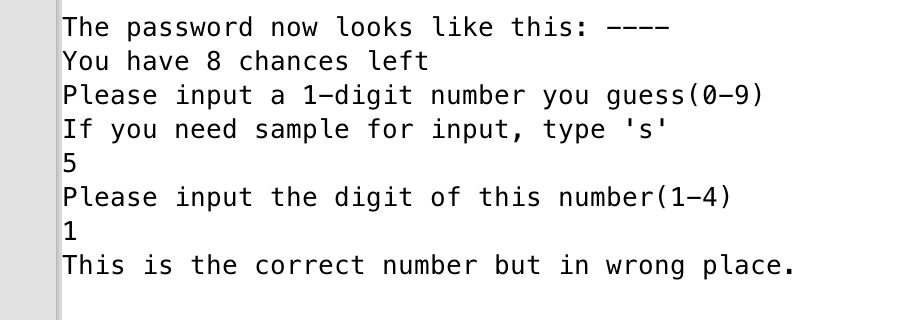 The password now looks like this: ----
You have 8 chances left
Please input a 1-digit number you guess(0-9)
If you need sample for input, type 's'
5
Please input the digit of this number(1-4)
1
This is the correct number but in wrong place.